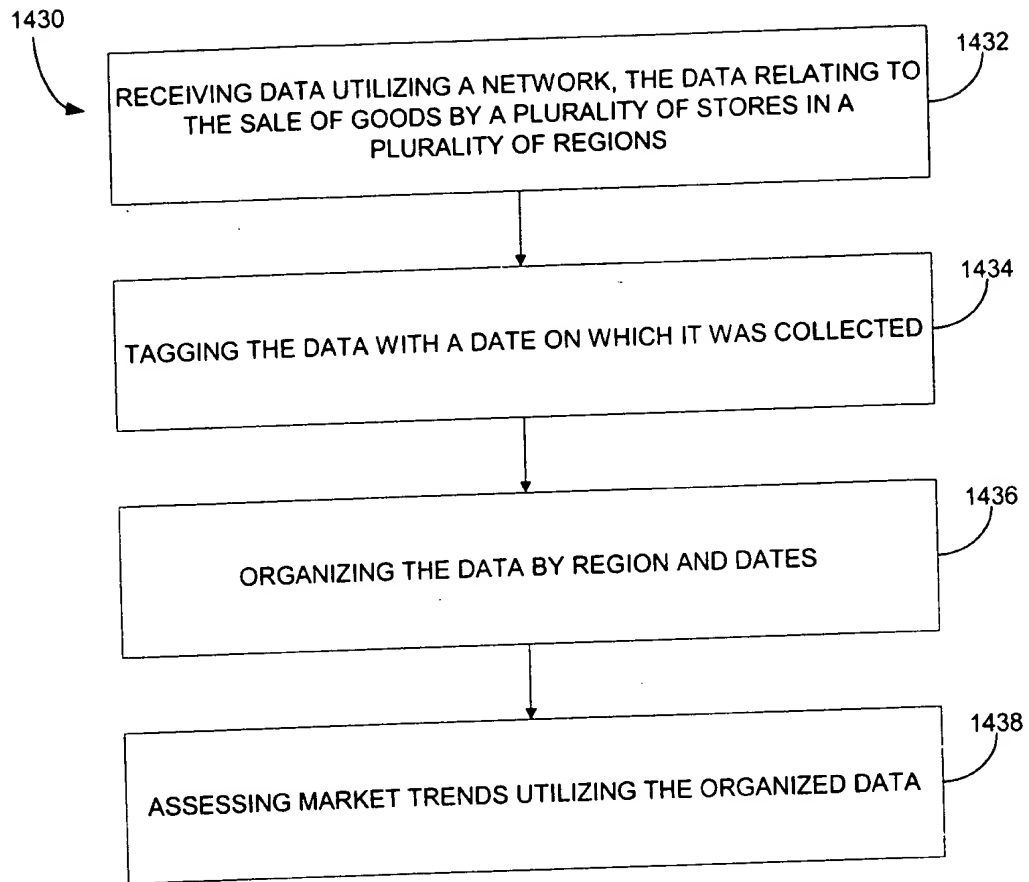 1430
1432
RECEIVING DATA UTILIZING A NETWORK, THE DATA RELATING TO
THE SALE OF GOODS BY A PLURALITY OF STORES IN A
PLURALITY OF REGIONS
1434
TAGGING THE DATA WITH A DATE ON WHICH IT WAS COLLECTED
1436
ORGANIZING THE DATA BY REGION AND DATES
1438
ASSESSING MARKET TRENDS UTILIZING THE ORGANIZED DATA